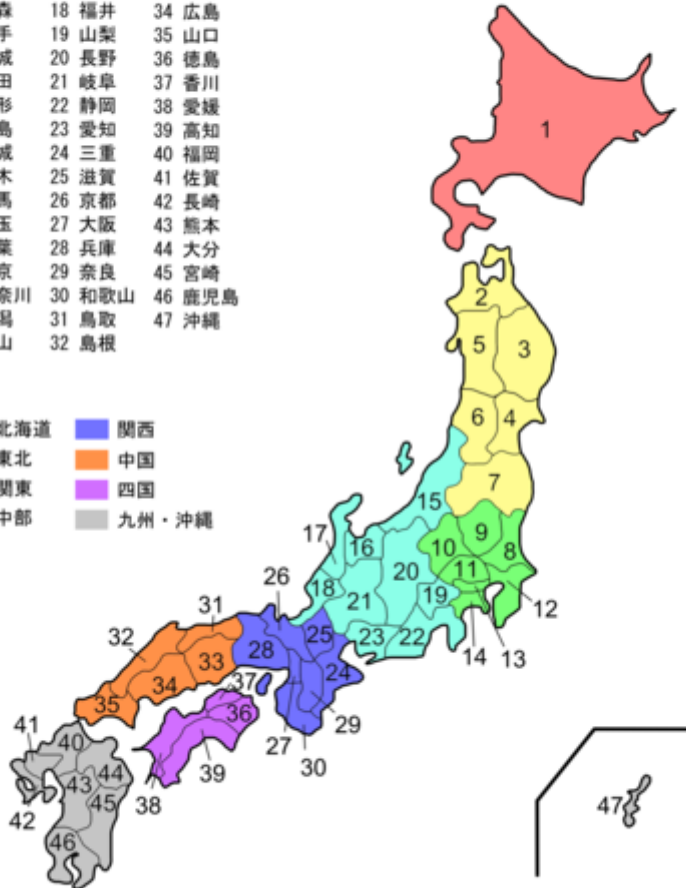 森 18 福井 34 広島
手 19 山梨 35 山口
城 20 長野 36 徳島
田 21 岐阜 37 香川
形 22 静岡 38 愛媛
島 23 愛知 39 高知
城 24 三重 40 福岡
木 25 滋賀 41 佐賀
馬 26 京都 42 長崎
玉 27 大阪 43 熊本
葉 28 兵庫 44 大分
京 29 奈良 45 宮崎
奈川 30 和歌山 46 鹿児島
潟 31 鳥取 47 沖縄
山 32 島根
北海道 関西
東北 中国
関東 四国
中部 九州・沖縄
1
2
5
3
6
4
7
15
17
16
9
10
8
11
20
26
18
21
19
12
31
25
32
28
23
22
14
13
33
24
34
37
35
36
29
41
40
27
30
39
44
43
38
45
42
47
46